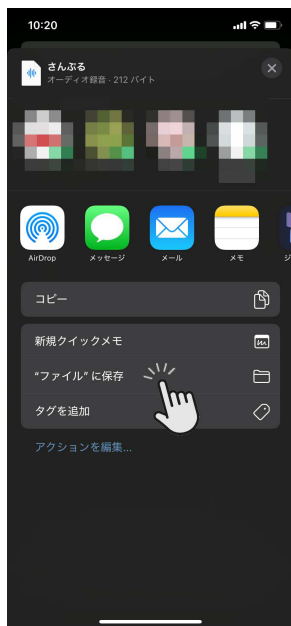 10:20
さんぷる
オーディオ録音・212 バイト
AirDrop
メッセージ
メール
メモ
コピー
新規クイックメモ
“ファイル” に保存
タグを追加
アクションを編集...